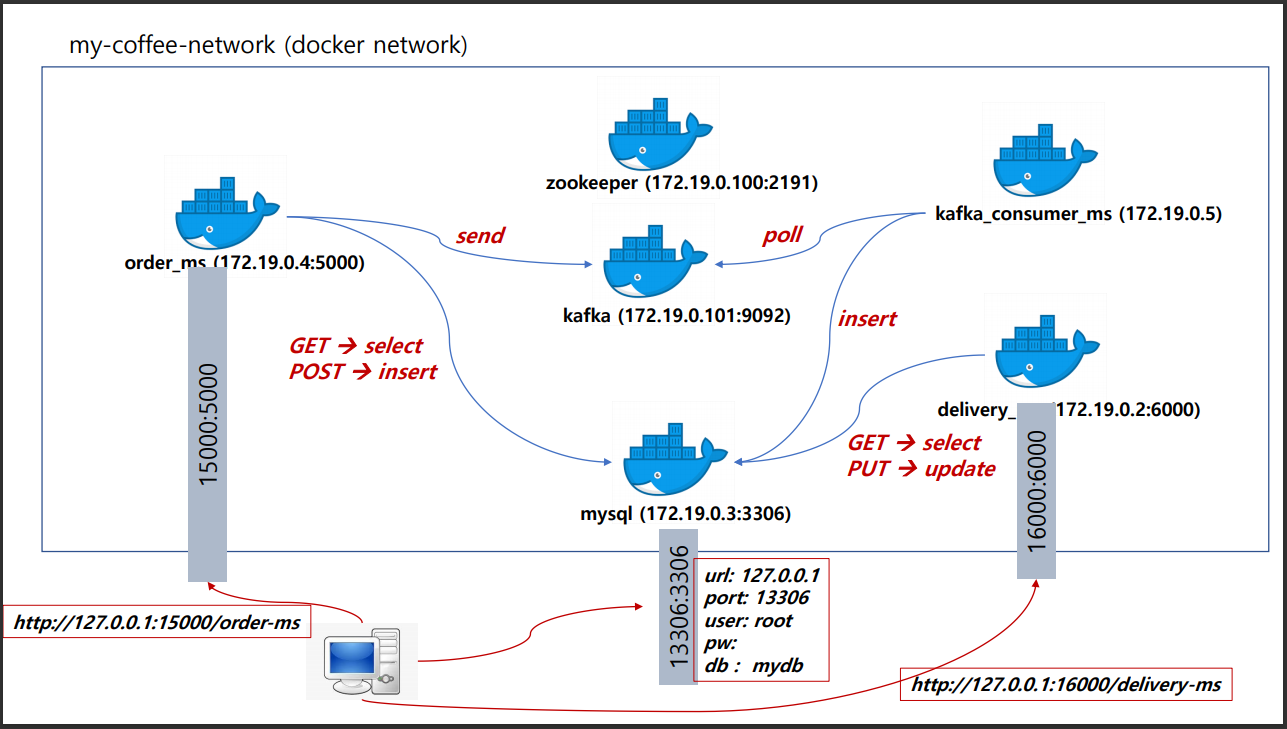 my-coffee-network (docker network)
zookeeper (172.19.0.100:2191)
kafka_consumer_ms (172.19.0.5)
send
poll
order_ms (172.19.0.4:5000)
kafka (172.19.0.101:9092)
insert
GET → select
POST → insert
15000:5000
delivery_ 172.19.0.2:6000)
GET → select
PUT → update
16000:6000
mysql (172.19.0.3:3306)
13306:3306
url: 127.0.0.1
port: 13306
user: root
pw:
db : mydb
http://127.0.0.1:15000/order-ms
http://127.0.0.1:16000/delivery-ms